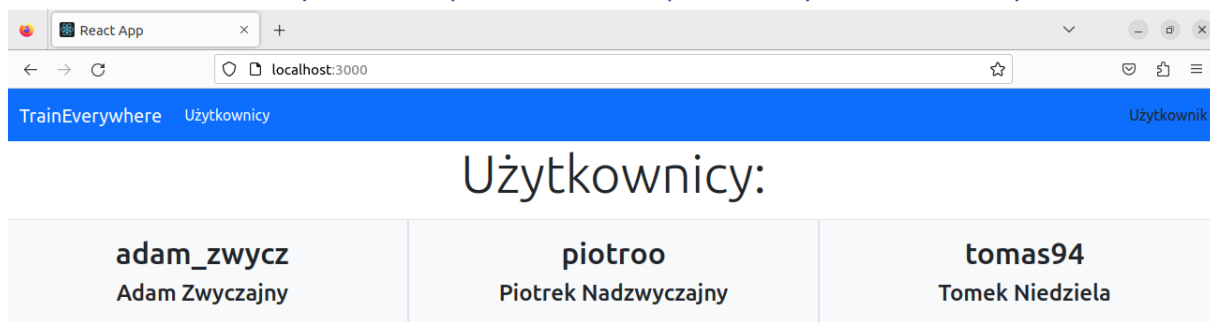 React App
localhost:3000
TrainEverywhere Użytkownicy Użytkownik
Użytkownicy:
adam_zwycz piotroo tomas94
Adam Zwyczajny Piotrek Nadzwyczajny Tomek Niedziela